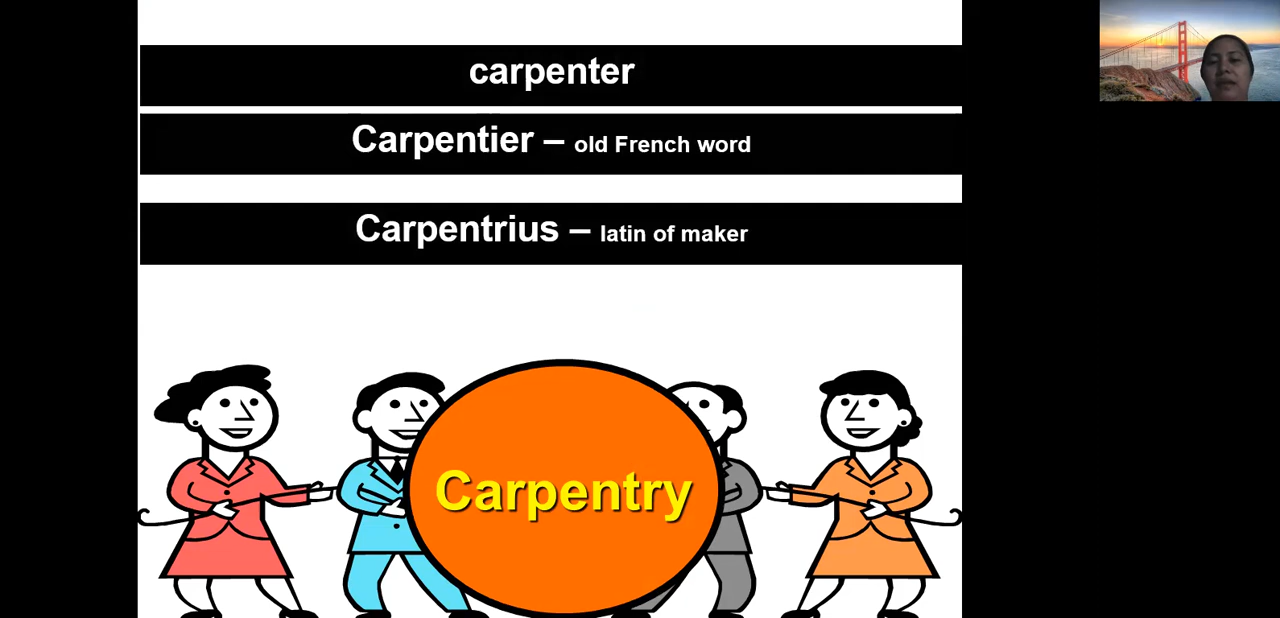 carpenter
Carpentier – old French word
Carpentrius – latin of maker
Carpentry